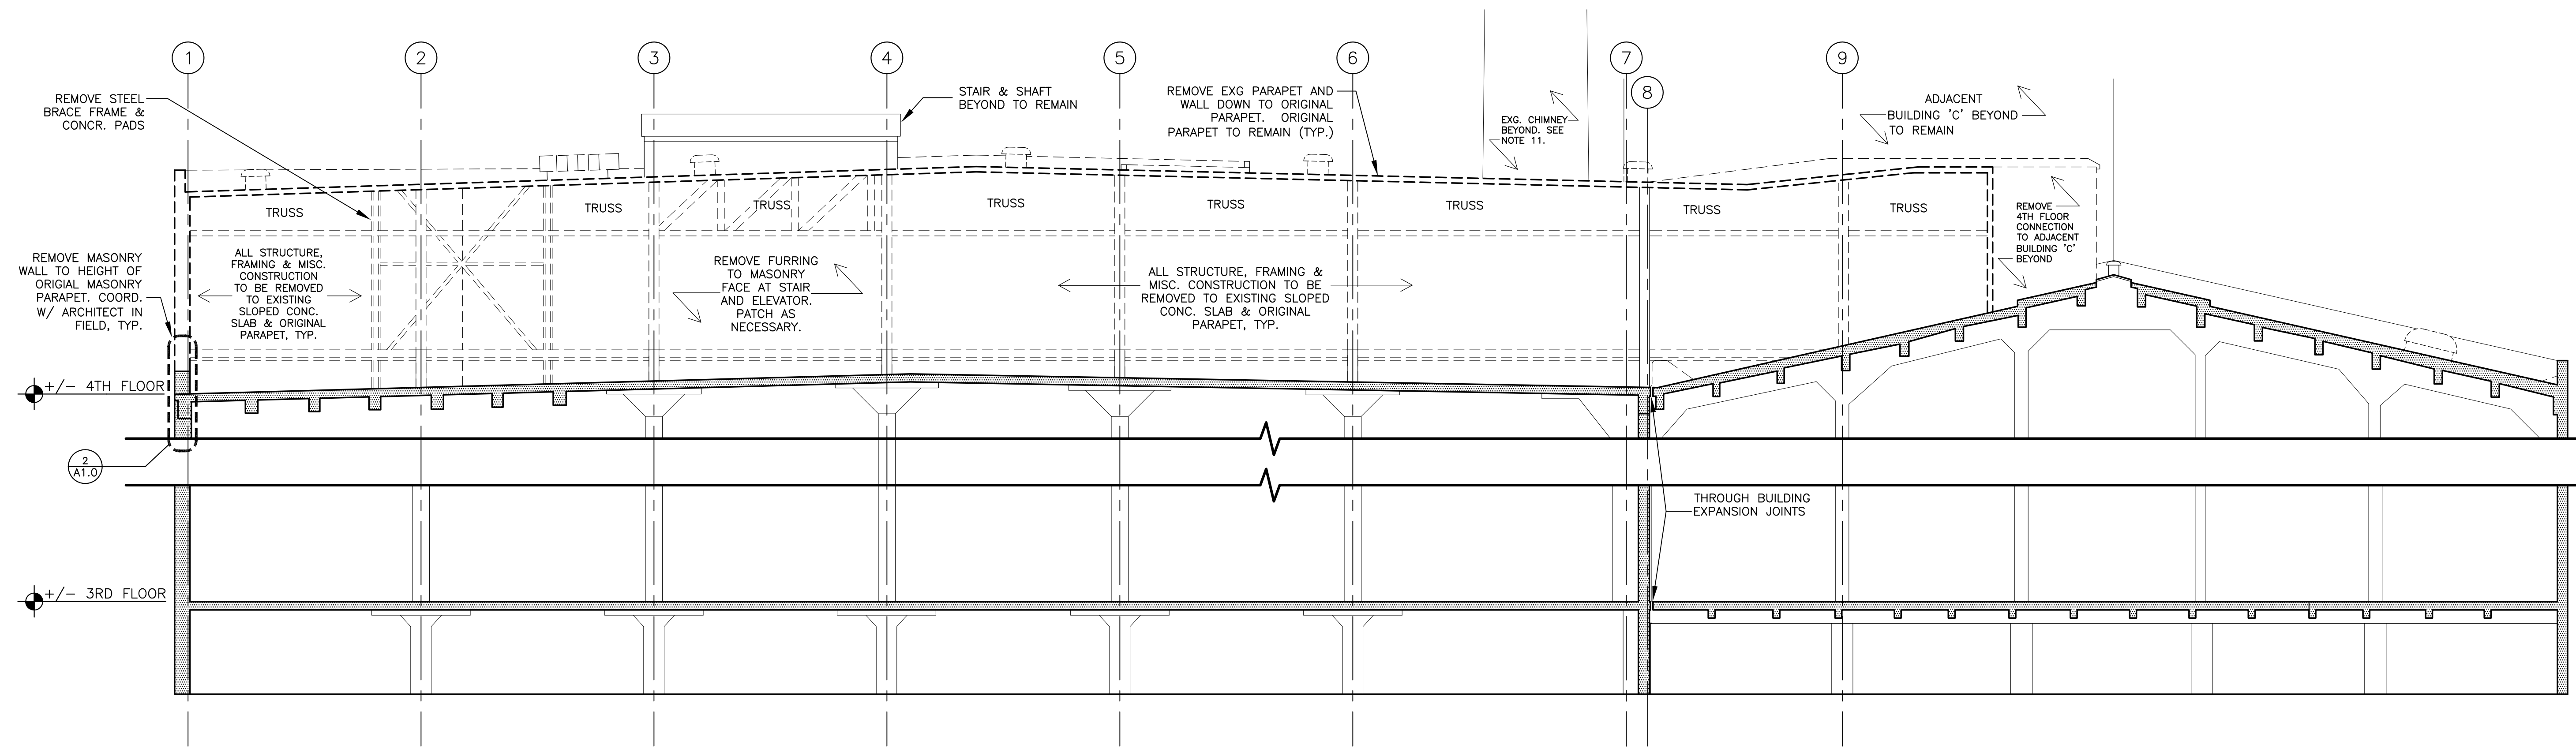 1
2
3
4
5
6
7
8
9
REMOVE STEEL
BRACE FRAME &
CONCR. PADS
STAIR & SHAFT
BEYOND TO REMAIN
REMOVE EXG PARAPET AND
WALL DOWN TO ORIGINAL
PARAPET. ORIGINAL
PARAPET TO REMAIN (TYP.)
EXG. CHIMNEY
BEYOND. SEE
NOTE 11.
ADJACENT
BUILDING 'C' BEYOND
TO REMAIN
TRUSS
TRUSS
TRUSS
TRUSS
TRUSS
TRUSS
TRUSS
TRUSS
REMOVE
4TH FLOOR
CONNECTION
TO ADJACENT
BUILDING 'C'
BEYOND
REMOVE MASONRY
WALL TO HEIGHT OF
ORIGIAL MASONRY
PARAPET. COORD.
W/ ARCHITECT IN
FIELD, TYP.
ALL STRUCTURE,
FRAMING & MISC.
CONSTRUCTION
TO BE REMOVED
TO EXISTING
SLOPED CONC.
SLAB & ORIGINAL
PARAPET, TYP.
REMOVE FURRING
TO MASONRY
FACE AT STAIR
AND ELEVATOR.
PATCH AS
NECESSARY.
ALL STRUCTURE, FRAMING &
MISC. CONSTRUCTION TO BE
REMOVED TO EXISTING SLOPED
CONC. SLAB & ORIGINAL
PARAPET, TYP.
+/- 4TH FLOOR
2
A1.0
THROUGH BUILDING
EXPANSION JOINTS
+/- 3RD FLOOR